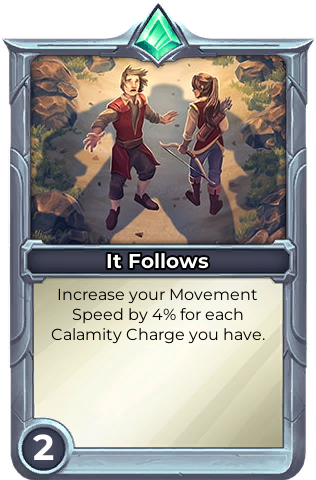 It Follows
Increase your Movement
Speed by 4% for each
Calamity Charge you have.
2